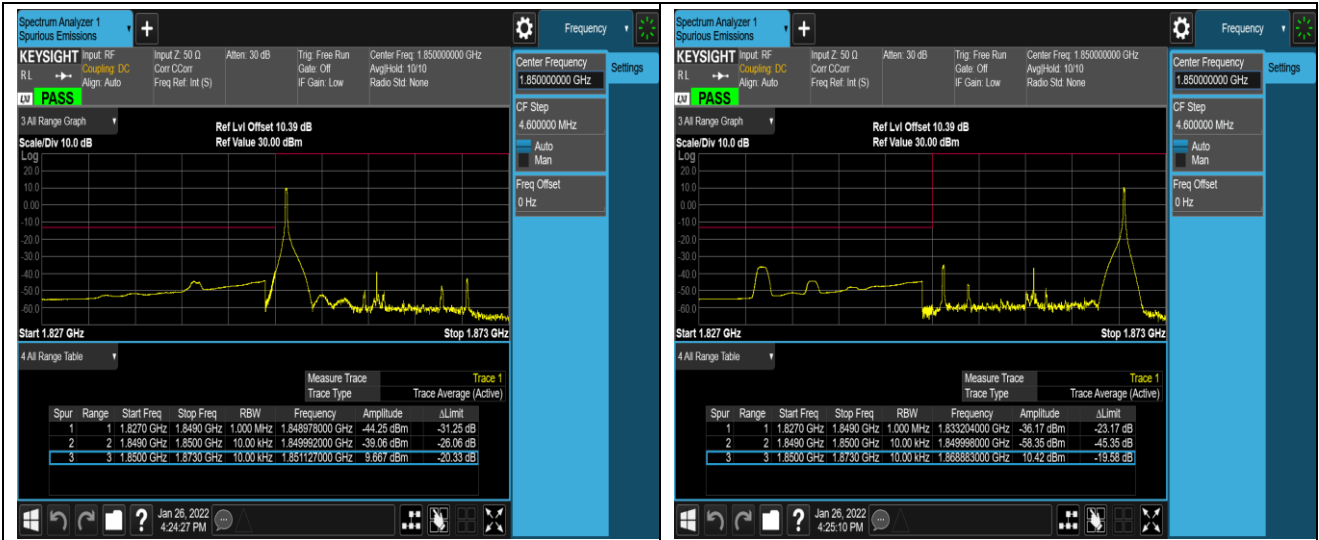 Spectrum Analyzer 1
Spurious Emissions
+
Frequency
KEYSIGHT Input: RF Input Z: 50 Ω Atten: 30 dB Trig: Free Run Center Freq: 1.850000000 GHz
RL Coupling: DC Corr CCorr Gate: Off Avg|Hold: 10/10
Align: Auto Freq Ref: Int (S) IF Gain: Low Radio Std: None
LXI PASS
Center Frequency
1.850000000 GHz
Settings
CF Step
4.600000 MHz
Auto
Man
Freq Offset
0 Hz
3 All Range Graph
Ref Lvl Offset 10.39 dB
Scale/Div 10.0 dB Ref Value 30.00 dBm
Log
20.0
10.0
0.00
-10.0
-20.0
-30.0
-40.0
-50.0
-60.0
Start 1.827 GHz Stop 1.873 GHz
4 All Range Table
Measure Trace Trace 1
Trace Type Trace Average (Active)
Spur Range Start Freq Stop Freq RBW Frequency Amplitude ΔLimit
1 1 1.8270 GHz 1.8490 GHz 1.000 MHz 1.848978000 GHz -44.25 dBm -31.25 dB
2 2 1.8490 GHz 1.8500 GHz 10.00 kHz 1.849992000 GHz -39.06 dBm -26.06 dB
3 3 1.8500 GHz 1.8730 GHz 10.00 kHz 1.851127000 GHz 9.667 dBm -20.33 dB
? Jan 26, 2022
4:24:27 PM
Spectrum Analyzer 1
Spurious Emissions
+
Frequency
KEYSIGHT Input: RF Input Z: 50 Ω Atten: 30 dB Trig: Free Run Center Freq: 1.850000000 GHz
RL Coupling: DC Corr CCorr Gate: Off Avg|Hold: 10/10
Align: Auto Freq Ref: Int (S) IF Gain: Low Radio Std: None
LXI PASS
Center Frequency
1.850000000 GHz
Settings
CF Step
4.600000 MHz
Auto
Man
Freq Offset
0 Hz
3 All Range Graph
Ref Lvl Offset 10.39 dB
Scale/Div 10.0 dB Ref Value 30.00 dBm
Log
20.0
10.0
0.00
-10.0
-20.0
-30.0
-40.0
-50.0
-60.0
Start 1.827 GHz Stop 1.873 GHz
4 All Range Table
Measure Trace Trace 1
Trace Type Trace Average (Active)
Spur Range Start Freq Stop Freq RBW Frequency Amplitude ΔLimit
1 1 1.8270 GHz 1.8490 GHz 1.000 MHz 1.833204000 GHz -36.17 dBm -23.17 dB
2 2 1.8490 GHz 1.8500 GHz 10.00 kHz 1.849998000 GHz -58.35 dBm -45.35 dB
3 3 1.8500 GHz 1.8730 GHz 10.00 kHz 1.868883000 GHz 10.42 dBm -19.58 dB
? Jan 26, 2022
4:25:10 PM